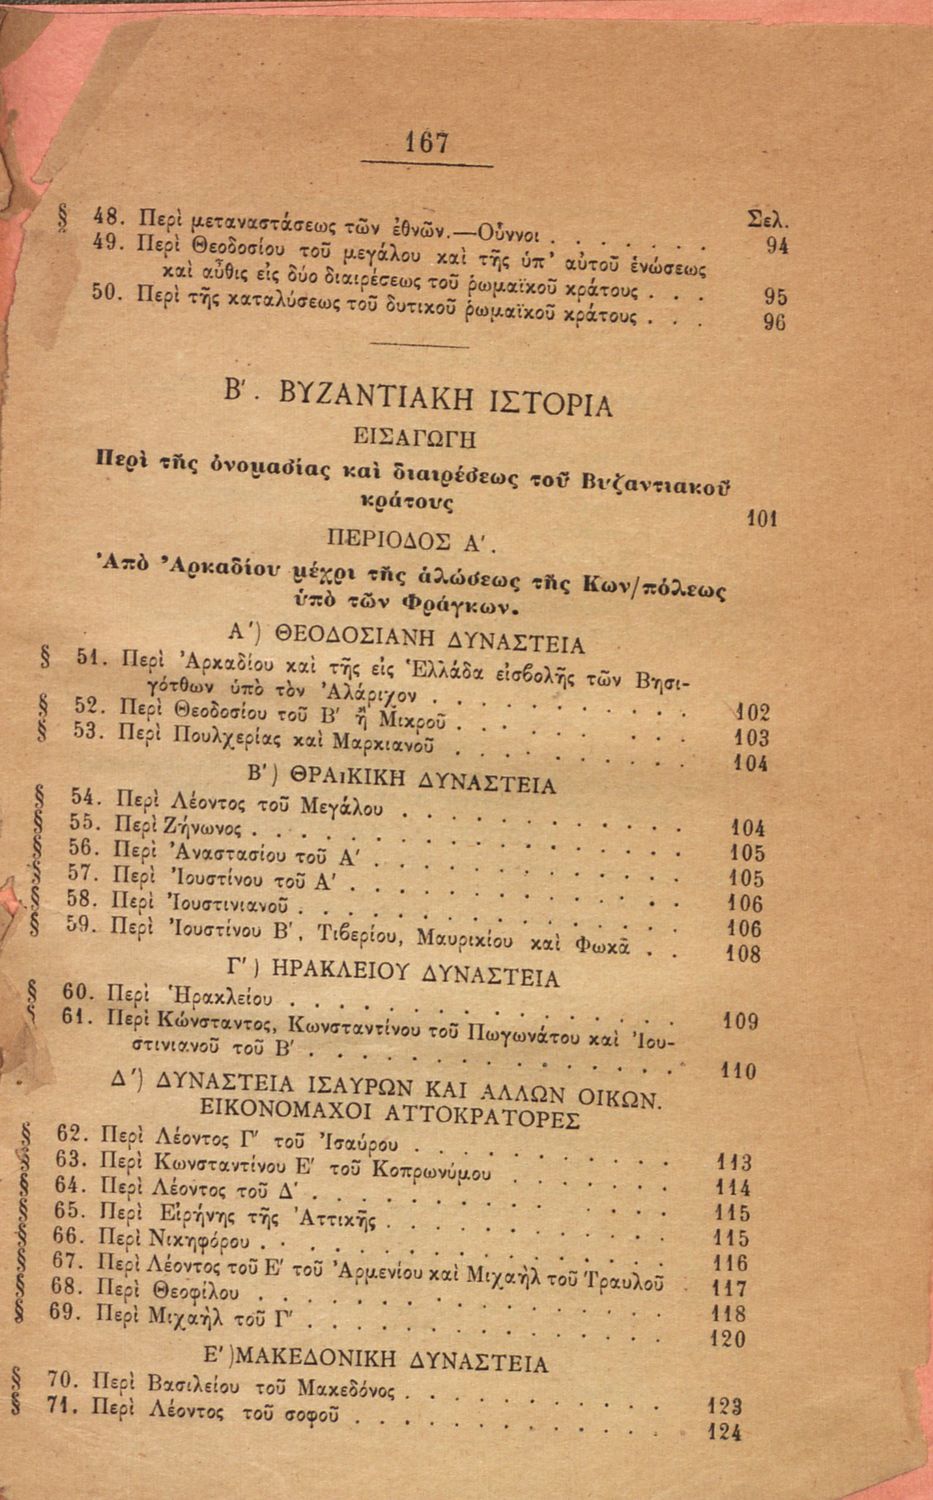 167
Σελ.
§ 48. Περὶ μεταναστάσεως τῶν ἐθνῶν.—Οὗννοι . . . . . . . 94
49. Περὶ Θεοδοσίου τοῦ μεγάλου καὶ τῆς ὑπ' αὐτοῦ ἑνώσεως
καὶ αὖθις εἰς δύο διαιρέσεως τοῦ ῥωμαϊκοῦ κράτους . . . 95
50. Περὶ τῆς καταλύσεως τοῦ δυτικοῦ ῥωμαϊκοῦ κράτους . . . 96
Β'. ΒΥΖΑΝΤΙΑΚΗ ΙΣΤΟΡΙΑ
ΕΙΣΑΓΩΓΗ
Περὶ τῆς ὀνομασίας καὶ διαιρέσεως τοῦ Βυζαντιακοῦ
κράτους 101
ΠΕΡΙΟΔΟΣ Α'.
Ἀπὸ Ἀρκαδίου μέχρι τῆς ἁλώσεως τῆς Κων/πόλεως
ὑπὸ τῶν Φράγκων.
Α') ΘΕΟΔΟΣΙΑΝΗ ΔΥΝΑΣΤΕΙΑ
§ 51. Περὶ Ἀρκαδίου καὶ τῆς εἰς Ἑλλάδα εἰσβολῆς τῶν Βησι-
γότθων ὑπὸ τὸν Ἀλάριχον . . . . . . . . . . . 102
§ 52. Περὶ Θεοδοσίου τοῦ Β' ἢ Μικροῦ . . . . . . . . . 103
§ 53. Περὶ Πουλχερίας καὶ Μαρκιανοῦ . . . . . . . . . . 104
Β') ΘΡΑιΚΙΚΗ ΔΥΝΑΣΤΕΙΑ
§ 54. Περὶ Λέοντος τοῦ Μεγάλου . . . . . . . . . . . . 104
§ 55. Περὶ Ζήνωνος . . . . . . . . . . . . . . . . . 105
§ 56. Περὶ Ἀναστασίου τοῦ Α' . . . . . . . . . . . . . 105
§ 57. Περὶ Ἰουστίνου τοῦ Α' . . . . . . . . . . . . . . 106
§ 58. Περὶ Ἰουστινιανοῦ . . . . . . . . . . . . . . . . 106
§ 59. Περὶ Ἰουστίνου Β', Τιβερίου, Μαυρικίου καὶ Φωκᾶ . . 108
Γ') ΗΡΑΚΛΕΙΟΥ ΔΥΝΑΣΤΕΙΑ
§ 60. Περὶ Ἡρακλείου . . . . . . . . . . . . . . . . 109
§ 61. Περὶ Κώνσταντος, Κωνσταντίνου τοῦ Πωγωνάτου καὶ Ἰου-
στινιανοῦ τοῦ Β' . . . . . . . . . . . . . . . 110
Δ') ΔΥΝΑΣΤΕΙΑ ΙΣΑΥΡΩΝ ΚΑΙ ΑΛΛΩΝ ΟΙΚΩΝ.
ΕΙΚΟΝΟΜΑΧΟΙ ΑΤΤΟΚΡΑΤΟΡΕΣ
§ 62. Περὶ Λέοντος Γ' τοῦ Ἰσαύρου . . . . . . . . . . . 113
§ 63. Περὶ Κωνσταντίνου Ε' τοῦ Κοπρωνύμου . . . . . . . 114
§ 64. Περὶ Λέοντος τοῦ Δ' . . . . . . . . . . . . . . 115
§ 65. Περὶ Εἰρήνης τῆς Ἀττικῆς . . . . . . . . . . . . 115
§ 66. Περὶ Νικηφόρου . . . . . . . . . . . . . . . . 116
§ 67. Περὶ Λέοντος τοῦ Ε' τοῦ Ἀρμενίου καὶ Μιχαὴλ τοῦ Τραυλοῦ . 117
§ 68. Περὶ Θεοφίλου . . . . . . . . . . . . . . . . 118
§ 69. Περὶ Μιχαὴλ τοῦ Γ' . . . . . . . . . . . . . . 120
Ε')ΜΑΚΕΔΟΝΙΚΗ ΔΥΝΑΣΤΕΙΑ
§ 70. Περὶ Βασιλείου τοῦ Μακεδόνος . . . . . . . . . . 123
§ 71. Περὶ Λέοντος τοῦ σοφοῦ . . . . . . . . . . . . 124